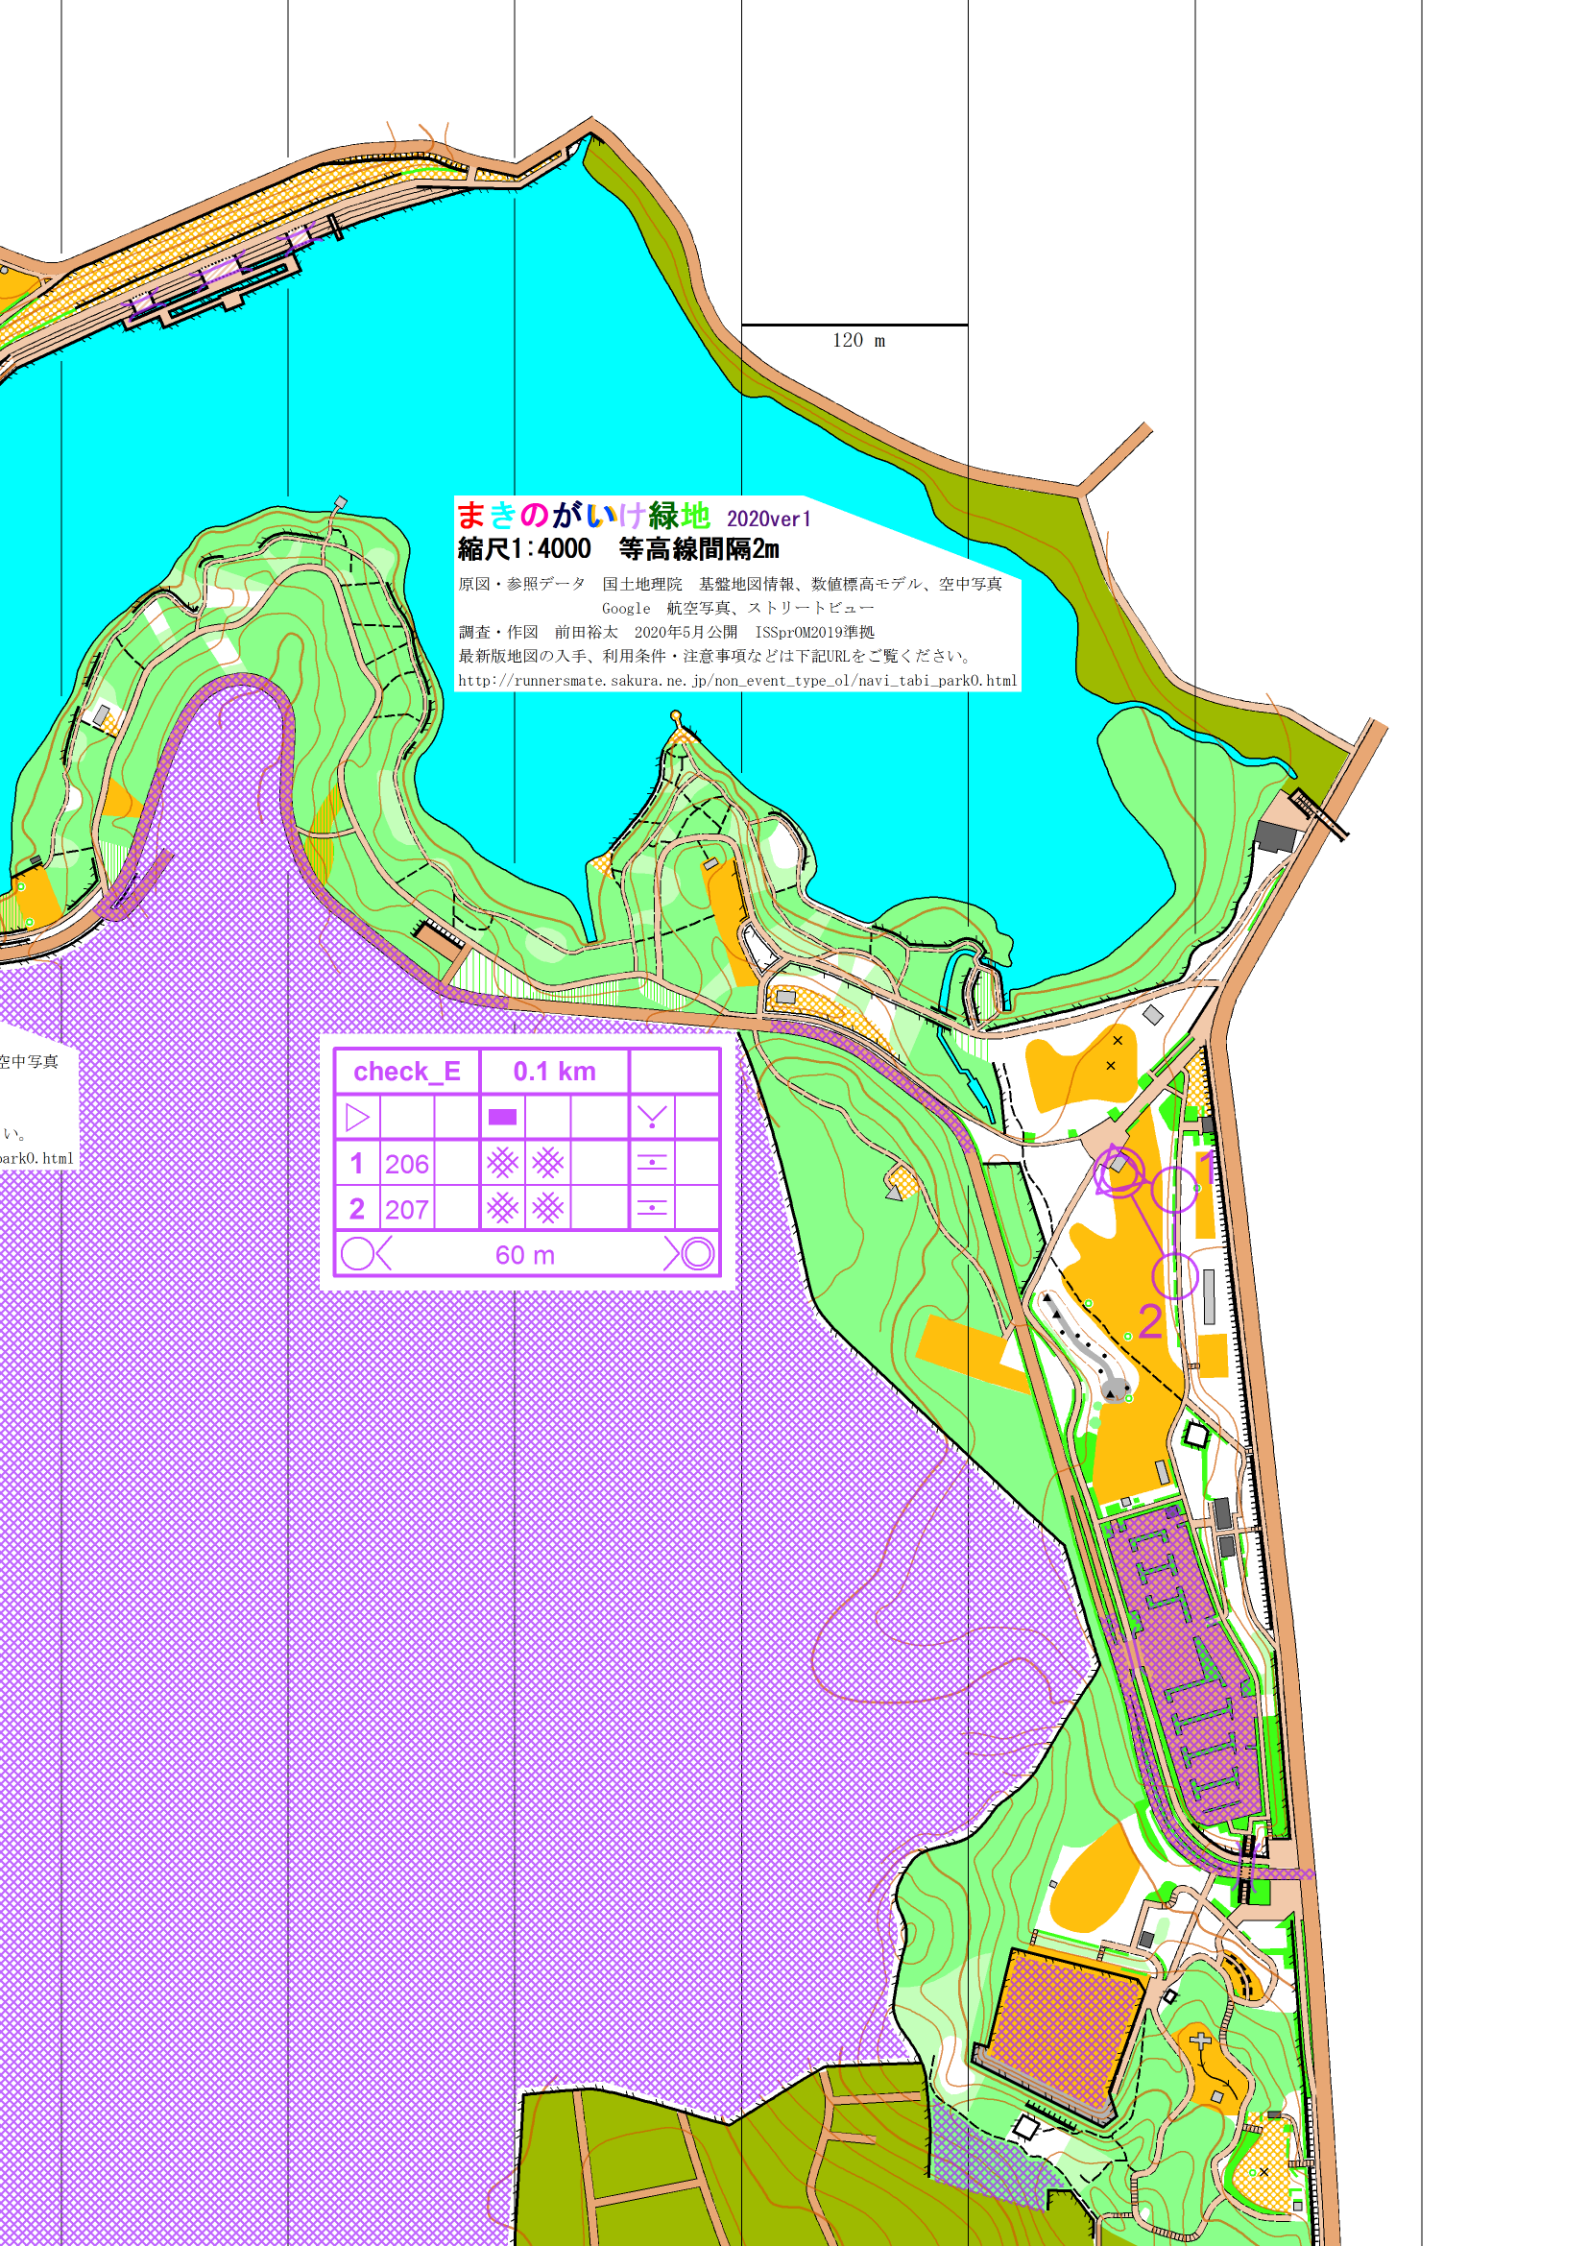 120 m
まきのがいけ緑地 2020ver1
縮尺1:4000 等高線間隔2m
原図・参照データ 国土地理院 基盤地図情報、数値標高モデル、空中写真
Google 航空写真、ストリートビュー
調査・作図 前田裕太 2020年5月公開 ISSprOM2019準拠
最新版地図の入手、利用条件・注意事項などは下記URLをご覧ください。
http://runnersmate.sakura.ne.jp/non_event_type_ol/navi_tabi_park0.html
空中写真
い。
park0.html
check_E 0.1 km
1 206
2 207
60 m
1
2